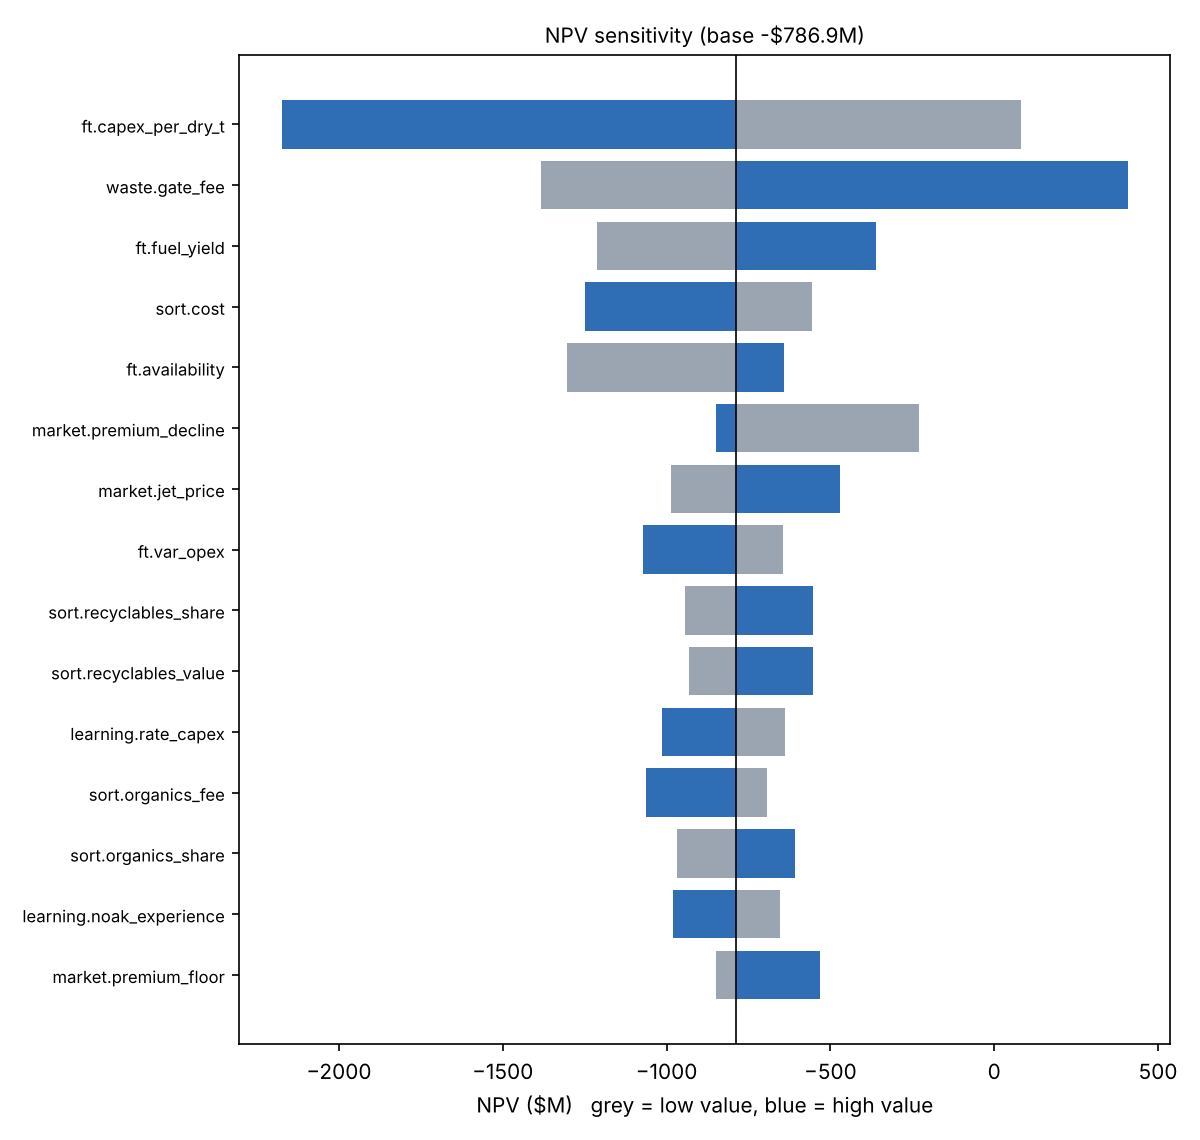 NPV sensitivity (base -$786.9M)
ft.capex_per_dry_t
waste.gate_fee
ft.fuel_yield
sort.cost
ft.availability
market.premium_decline
market.jet_price
ft.var_opex
sort.recyclables_share
sort.recyclables_value
learning.rate_capex
sort.organics_fee
sort.organics_share
learning.noak_experience
market.premium_floor
−2000 −1500 −1000 −500 0 500
NPV ($M)   grey = low value, blue = high value